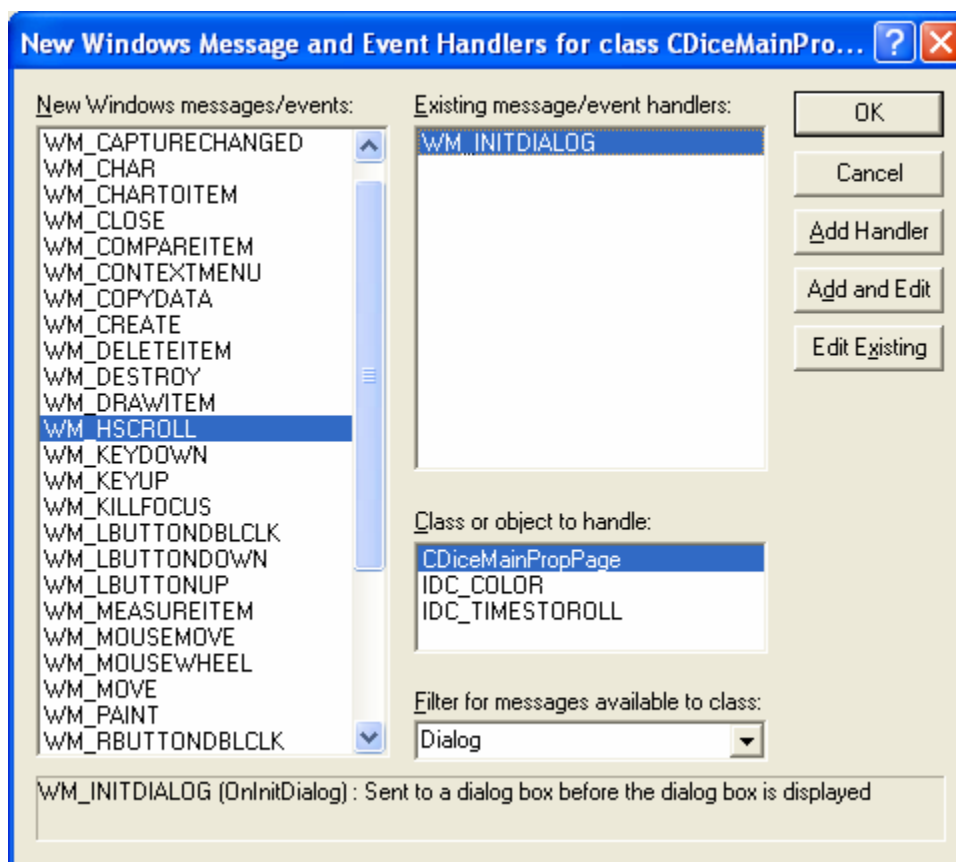 New Windows Message and Event Handlers for class CDiceMainPro...
New Windows messages/events:
WM_CAPTURECHANGED
WM_CHAR
WM_CHARTOITEM
WM_CLOSE
WM_COMPAREITEM
WM_CONTEXTMENU
WM_COPYDATA
WM_CREATE
WM_DELETEITEM
WM_DESTROY
WM_DRAWITEM
WM_HSCROLL
WM_KEYDOWN
WM_KEYUP
WM_KILLFOCUS
WM_LBUTTONDBLCLK
WM_LBUTTONDOWN
WM_LBUTTONUP
WM_MEASUREITEM
WM_MOUSEMOVE
WM_MOUSEWHEEL
WM_MOVE
WM_PAINT
WM_RBUTTONDBLCLK
Existing message/event handlers:
WM_INITDIALOG
Class or object to handle:
CDiceMainPropPage
IDC_COLOR
IDC_TIMESTOROLL
Filter for messages available to class:
Dialog
OK
Cancel
Add Handler
Add and Edit
Edit Existing
WM_INITDIALOG (OnInitDialog) : Sent to a dialog box before the dialog box is displayed